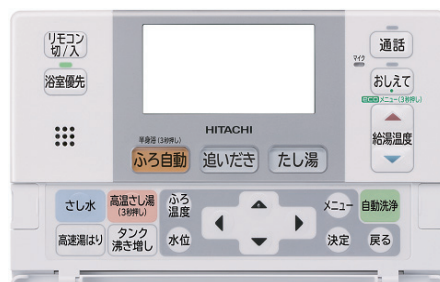 リモコン
切/入
通話
マイク
浴室優先
おしえて
ecoメニュー(3秒押し)
HITACHI
半身浴(3秒押し)
給湯温度
ふろ自動
追いだき
たし湯
さし水
高温さし湯
(3秒押し)
ふろ
温度
メニュー
自動洗浄
高速湯はり
タンク
沸き増し
水位
決定
戻る